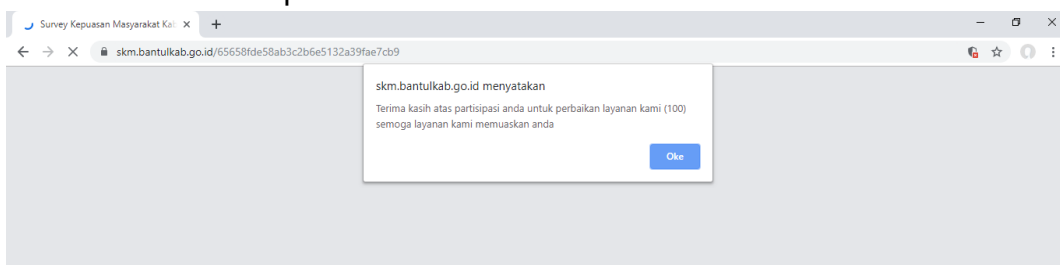 Survey Kepuasan Masyarakat Kab
skm.bantulkab.go.id/65658fde58ab3c2b6e5132a39fae7cb9
skm.bantulkab.go.id menyatakan
Terima kasih atas partisipasi anda untuk perbaikan layanan kami (100)
semoga layanan kami memuaskan anda
Oke